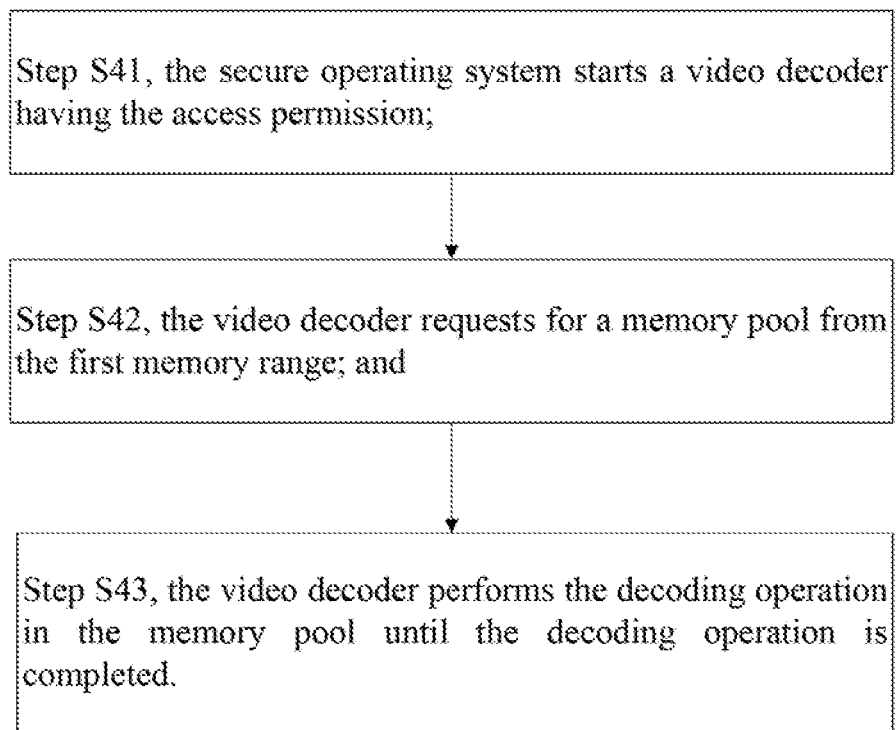 Step S41, the secure operating system starts a video decoder
having the access permission;
Step S42, the video decoder requests for a memory pool from
the first memory range; and
Step S43, the video decoder performs the decoding operation
in the memory pool until the decoding operation is
completed.